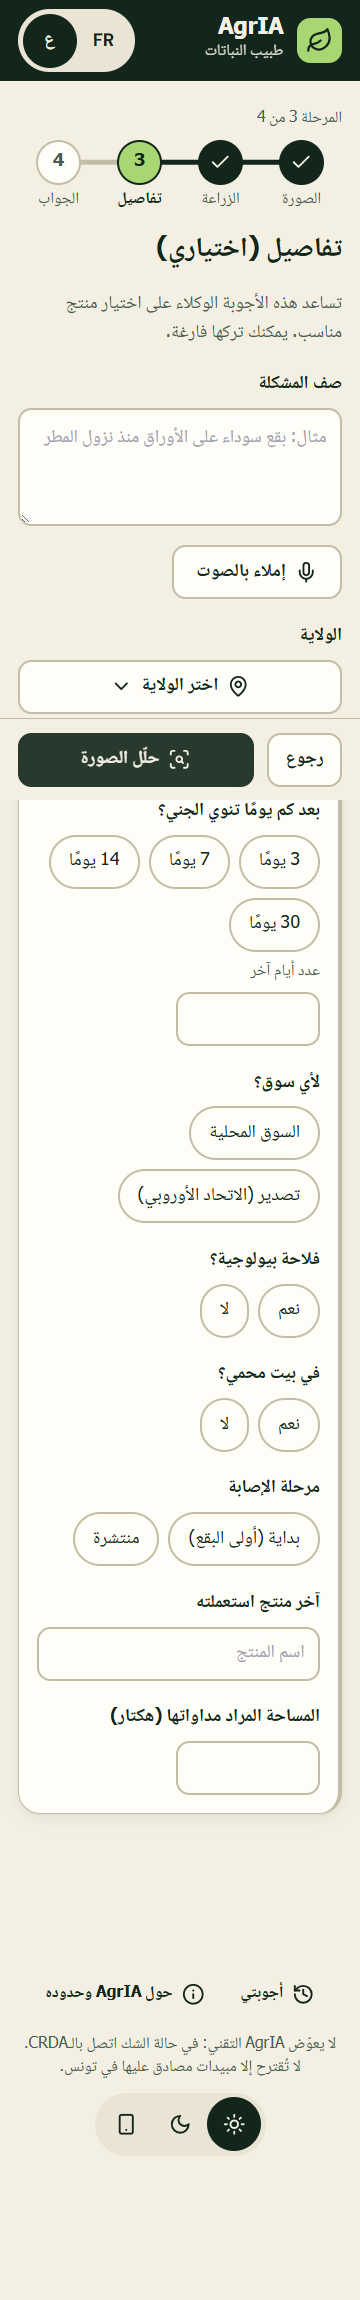 AgrIA
طبيب النباتات
FR
ع
المرحلة 3 من 4
3
4
الصورة
الزراعة
تفاصيل
الجواب
تفاصيل (اختياري)
تساعد هذه الأجوبة الوكلاء على اختيار منتج
مناسب. يمكنك تركها فارغة.
صف المشكلة
مثال: بقع سوداء على الأوراق منذ نزول المطر
إملاء بالصوت
الولاية
اختر الولاية
رجوع
حلّل الصورة
بعد كم يومًا تنوي الجني؟
3 يومًا
7 يومًا
14 يومًا
30 يومًا
عدد أيام آخر
لأي سوق؟
السوق المحلية
تصدير (الاتحاد الأوروبي)
فلاحة بيولوجية؟
نعم
لا
في بيت محمي؟
نعم
لا
مرحلة الإصابة
بداية (أولى البقع)
منتشرة
آخر منتج استعملته
اسم المنتج
المساحة المراد مداواتها (هكتار)
أجوبتي
حول AgrIA وحدوده
لا يعوّض AgrIA التقني: في حالة الشك اتصل بالـCRDA.
لا تُقترح إلا مبيدات مصادق عليها في تونس.